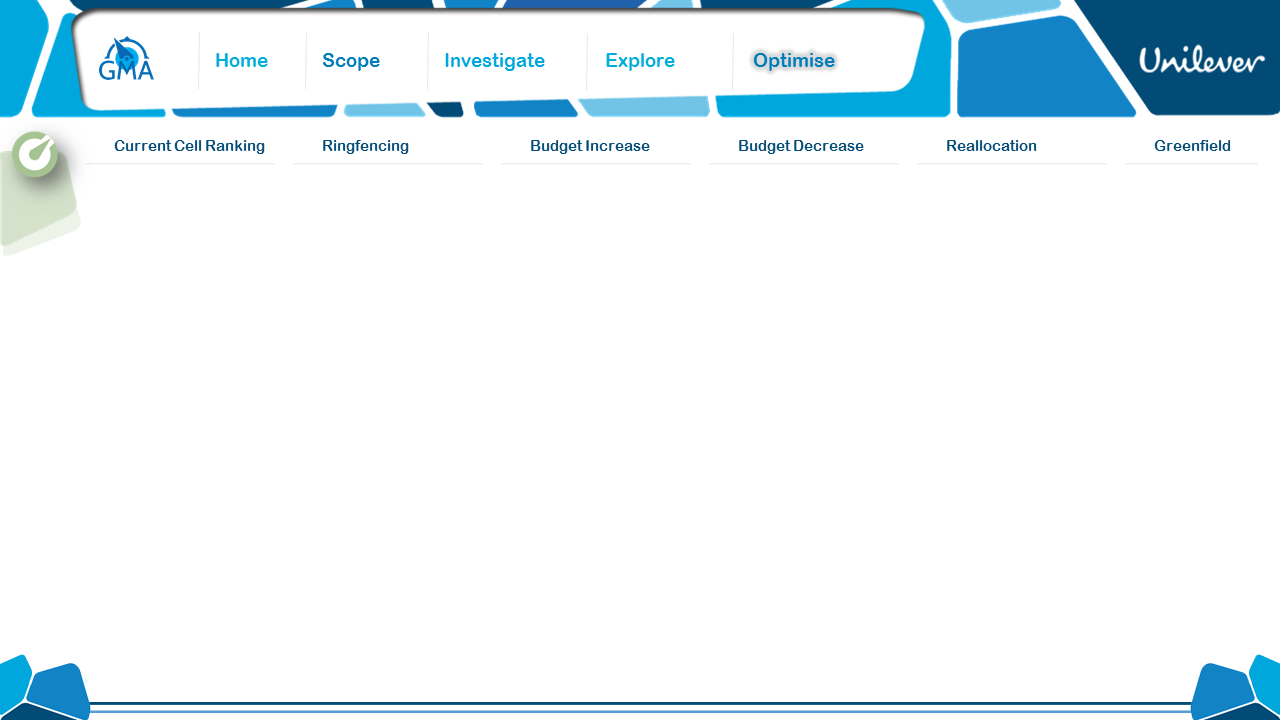 GMA
Home Scope Investigate Explore Optimise
Unilever
Current Cell Ranking Ringfencing Budget Increase Budget Decrease Reallocation Greenfield